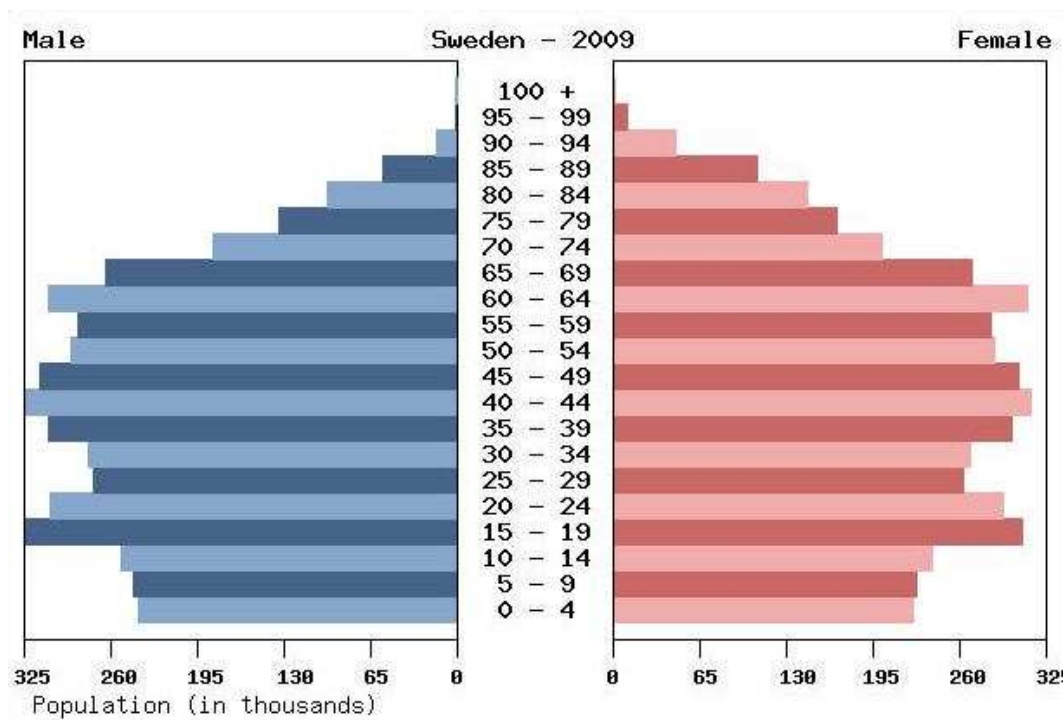 Male Sweden - 2009 Female
100 +
95 - 99
90 - 94
85 - 89
80 - 84
75 - 79
70 - 74
65 - 69
60 - 64
55 - 59
50 - 54
45 - 49
40 - 44
35 - 39
30 - 34
25 - 29
20 - 24
15 - 19
10 - 14
5 - 9
0 - 4
325 260 195 130 65 0 0 65 130 195 260 325
Population (in thousands)